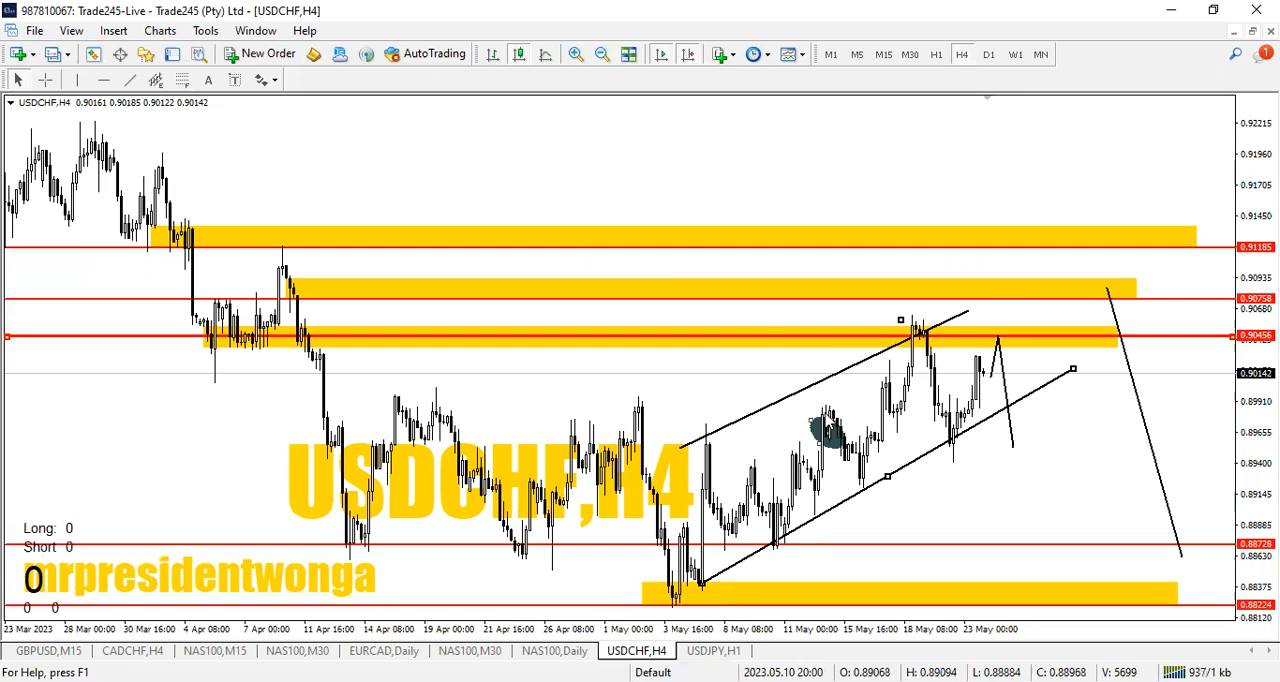 987810067: Trade245-Live - Trade245 (Pty) Ltd - [USDCHF,H4]
File View Insert Charts Tools Window Help
New Order AutoTrading M1 M5 M15 M30 H1 H4 D1 W1 MN 1
A T
USDCHF,H4 0.90161 0.90185 0.90122 0.90142
0.92215
0.91960
0.91705
0.91450
0.91185
0.90935
0.90758
0.90680
0.90456
0.90142
0.89910
0.89655
0.89400
0.89145
0.88885
0.88728
0.88630
0.88375
0.88224
0.88120
USDCHF,H4
Long: 0
Short 0
0
mrpresidentwonga
0 0
23 Mar 2023 28 Mar 00:00 30 Mar 16:00 4 Apr 08:00 7 Apr 00:00 11 Apr 16:00 14 Apr 08:00 19 Apr 00:00 21 Apr 16:00 26 Apr 08:00 1 May 00:00 3 May 16:00 8 May 08:00 11 May 00:00 15 May 16:00 18 May 08:00 23 May 00:00
GBPUSD,M15 CADCHF,H4 NAS100,M15 NAS100,M30 EURCAD,Daily NAS100,M30 NAS100,Daily USDCHF,H4 USDJPY,H1
For Help, press F1 Default 2023.05.10 20:00 O: 0.89068 H: 0.89094 L: 0.88884 C: 0.88968 V: 5699 937/1 kb